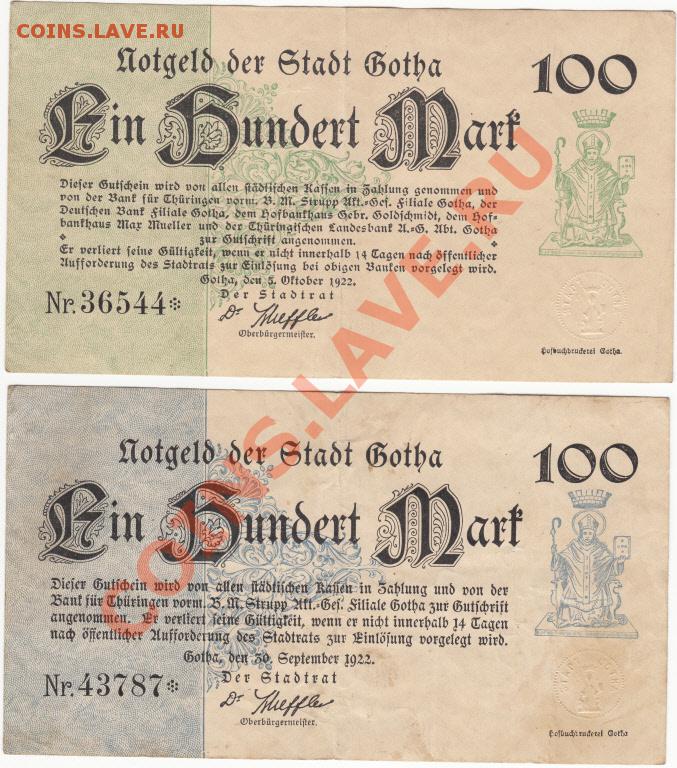 COINS.LAVE.RU
Notgeld der Stadt Gotha
100
Ein Hundert Mark
Dieser Gutschein wird von allen städtischen Kassen in Zahlung genommen und
von der Bank für Thüringen vorm. B. M. Strupp Akt.-Ges. Filiale Gotha, der
Deutschen Bank Filiale Gotha, dem Hofbankhaus Gebr. Goldschmidt, dem Hof-
bankhaus Max Mueller und der Thüringischen Landesbank A.-G. Abt. Gotha
zur Gutschrift angenommen.
Er verliert seine Gültigkeit, wenn er nicht innerhalb 14 Tagen nach öffentlicher
Aufforderung des Stadtrats zur Einlösung bei obigen Banken vorgelegt wird.
Gotha, den 5. Oktober 1922.
Der Stadtrat
Nr. 36544
Dr. Scheffler
Oberbürgermeister.
Hofbuchdruckerei Gotha.
Notgeld der Stadt Gotha
100
Ein Hundert Mark
Dieser Gutschein wird von allen städtischen Kassen in Zahlung und von der
Bank für Thüringen vorm. B. M. Strupp Akt.-Ges. Filiale Gotha zur Gutschrift
angenommen. Er verliert seine Gültigkeit, wenn er nicht innerhalb 14 Tagen
nach öffentlicher Aufforderung des Stadtrats zur Einlösung vorgelegt wird.
Gotha, den 30. September 1922.
Der Stadtrat
Nr. 43787
Dr. Scheffler
Oberbürgermeister.
Hofbuchdruckerei Gotha
COINS.LAVE.RU